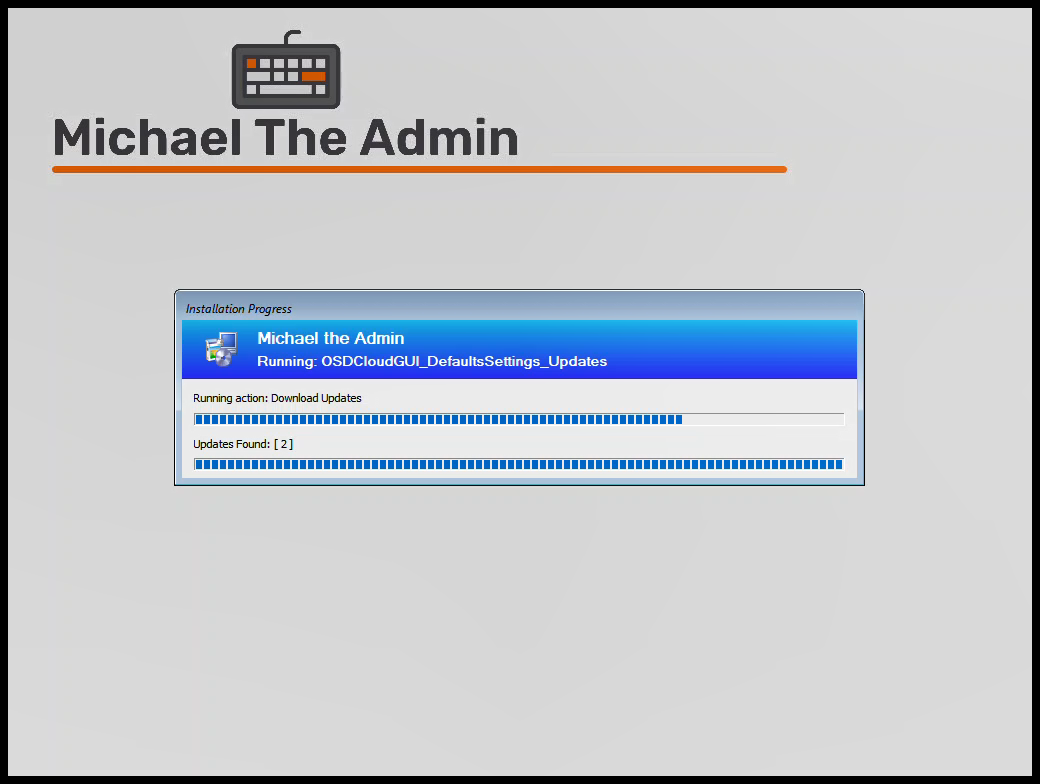 Michael The Admin
Installation Progress
Michael the Admin
Running: OSDCloudGUI_DefaultsSettings_Updates
Running action: Download Updates
Updates Found: [ 2 ]